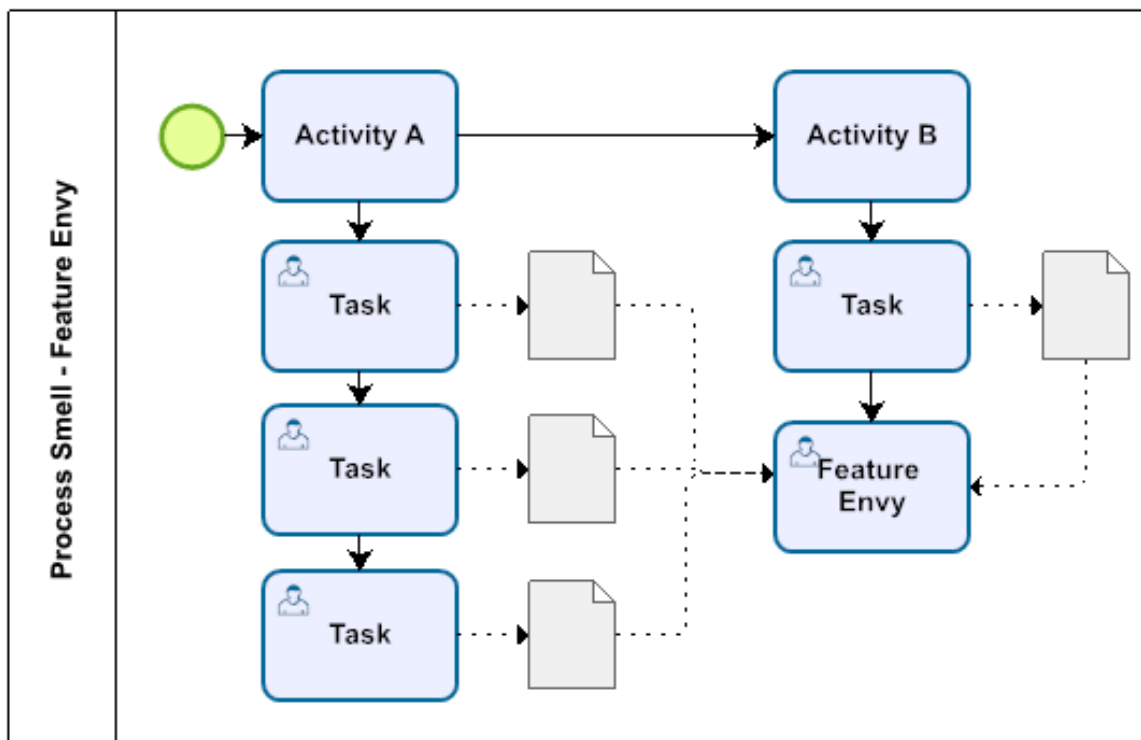 Process Smell - Feature Envy
Activity A
Activity B
Task
Task
Task
Feature
Envy
Task